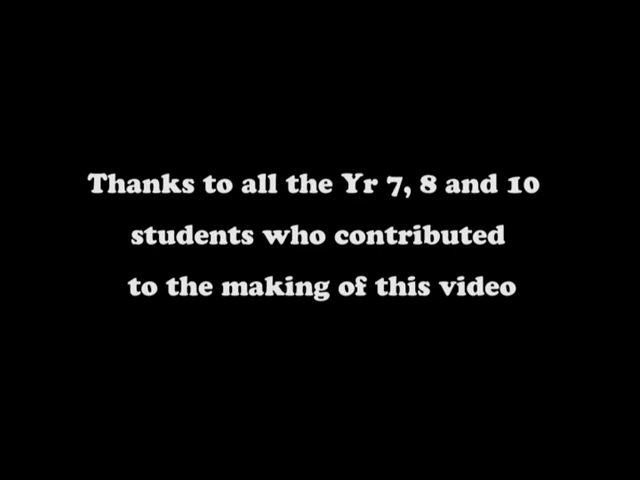 Thanks to all the Yr 7, 8 and 10
students who contributed
to the making of this video